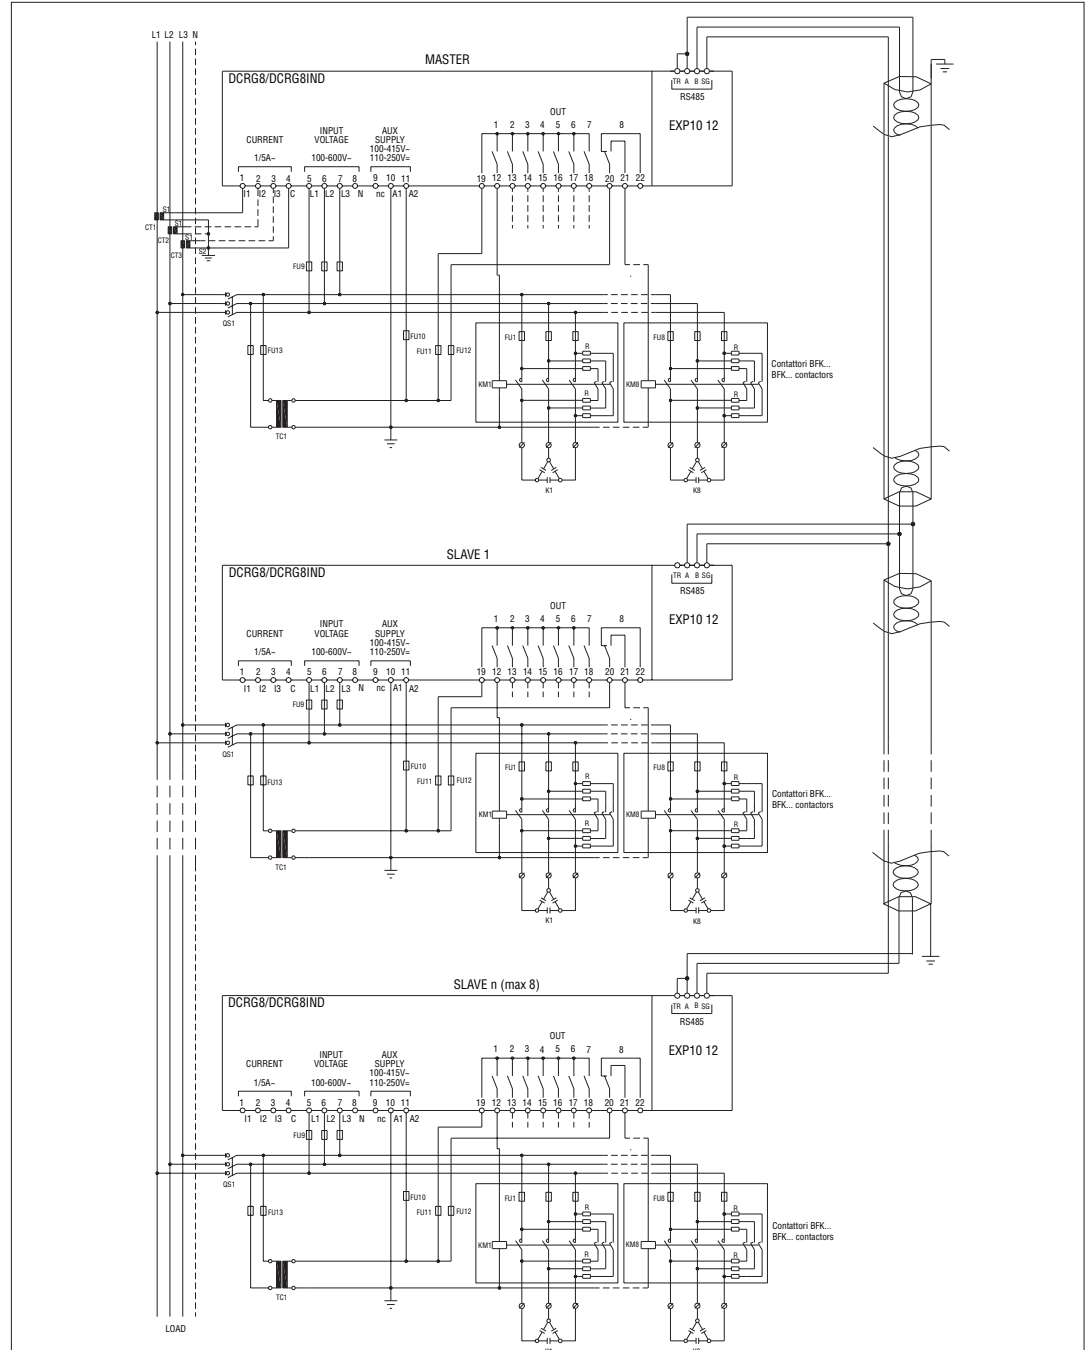 L1 L2 L3 N
MASTER
DCRG8/DCRG8IND
TR A B SG
RS485
EXP10 12
OUT
CURRENT
INPUT VOLTAGE
AUX SUPPLY
100-415V~
110-250V=
1/5A~
100-600V~
1 2 3 4 5 6 7 8
1 2 3 4 5 6 7 8 9 10 11
19 12 13 14 15 16 17 18 20 21 22
I1 I2 I3 C L1 L2 L3 N nc A1 A2
S1
CT1
S1
CT2
S1
CT3
S2
FU9
QS1
FU13
FU10
FU11
FU12
FU1
R
FU8
R
Contattori BFK...
BFK... contactors
KM1
KM8
R
R
TC1
K1
K8
SLAVE 1
DCRG8/DCRG8IND
TR A B SG
RS485
EXP10 12
OUT
CURRENT
INPUT VOLTAGE
AUX SUPPLY
100-415V~
110-250V=
1/5A~
100-600V~
1 2 3 4 5 6 7 8
1 2 3 4 5 6 7 8 9 10 11
19 12 13 14 15 16 17 18 20 21 22
I1 I2 I3 C L1 L2 L3 N nc A1 A2
FU9
QS1
FU13
FU10
FU11
FU12
FU1
R
FU8
R
Contattori BFK...
BFK... contactors
KM1
KM8
R
R
TC1
K1
K8
SLAVE n (max 8)
DCRG8/DCRG8IND
TR A B SG
RS485
EXP10 12
OUT
CURRENT
INPUT VOLTAGE
AUX SUPPLY
100-415V~
110-250V=
1/5A~
100-600V~
1 2 3 4 5 6 7 8
1 2 3 4 5 6 7 8 9 10 11
19 12 13 14 15 16 17 18 20 21 22
I1 I2 I3 C L1 L2 L3 N nc A1 A2
FU9
QS1
FU13
FU10
FU11
FU12
FU1
R
FU8
R
Contattori BFK...
BFK... contactors
KM1
KM8
R
R
TC1
LOAD